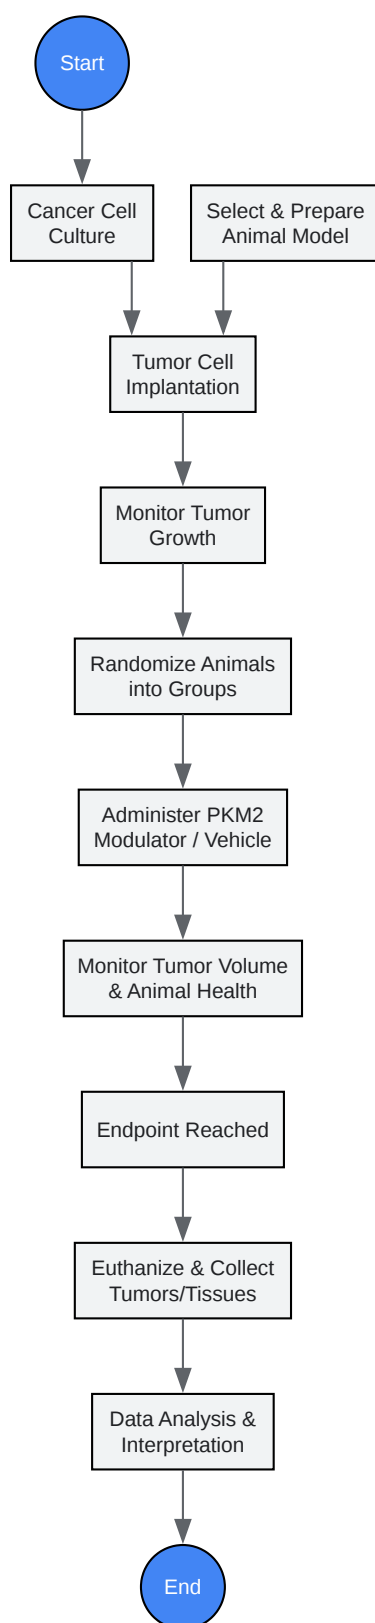 Start
Cancer Cell
Culture
Select & Prepare
Animal Model
Tumor Cell
Implantation
Monitor Tumor
Growth
Randomize Animals
into Groups
Administer PKM2
Modulator / Vehicle
Monitor Tumor Volume
& Animal Health
Endpoint Reached
Euthanize & Collect
Tumors/Tissues
Data Analysis &
Interpretation
End